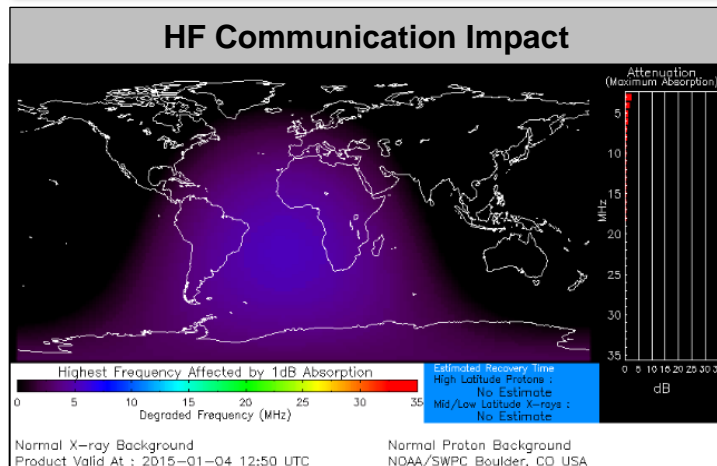 HF Communication Impact
Attenuation
(Maximum Absorption)
5
10
15
20
25
30
35
MHz
0 5 10 15 20 25 30 3
dB
Highest Frequency Affected by 1dB Absorption
0 5 10 15 20 25 30 35
Degraded Frequency (MHz)
Estimated Recovery Time
High Latitude Protons :
No Estimate
Mid/Low Latitude X-rays :
No Estimate
Normal X-ray Background
Normal Proton Background
Product Valid At : 2015-01-04 12:50 UTC
NOAA/SWPC Boulder, CO USA